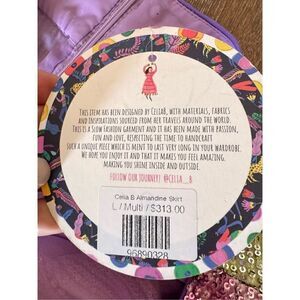 THIS ITEM HAS BEEN DESIGNED BY CELIAB, WITH MATERIALS, FABRICS
AND INSPIRATIONS SOURCED FROM HER TRAVELS AROUND THE WORLD.
THIS IS A SLOW FASHION GARMENT AND IT HAS BEEN MADE WITH PASSION,
FUN AND LOVE, RESPECTING THE TIME TO HANDCRAFT
SUCH A UNIQUE PIECE WHICH IS MENT TO LAST VERY LONG IN YOUR WARDROBE.
WE HOPE YOU ENJOY IT AND THAT IT MAKES YOU FEEL AMAZING,
MAKING YOU SHINE INSIDE AND OUTSIDE.
FOLLOW OUR JOURNEY! @CELIA_B
Celia B Almandine Skirt
L / Multi / $313.00
96890328